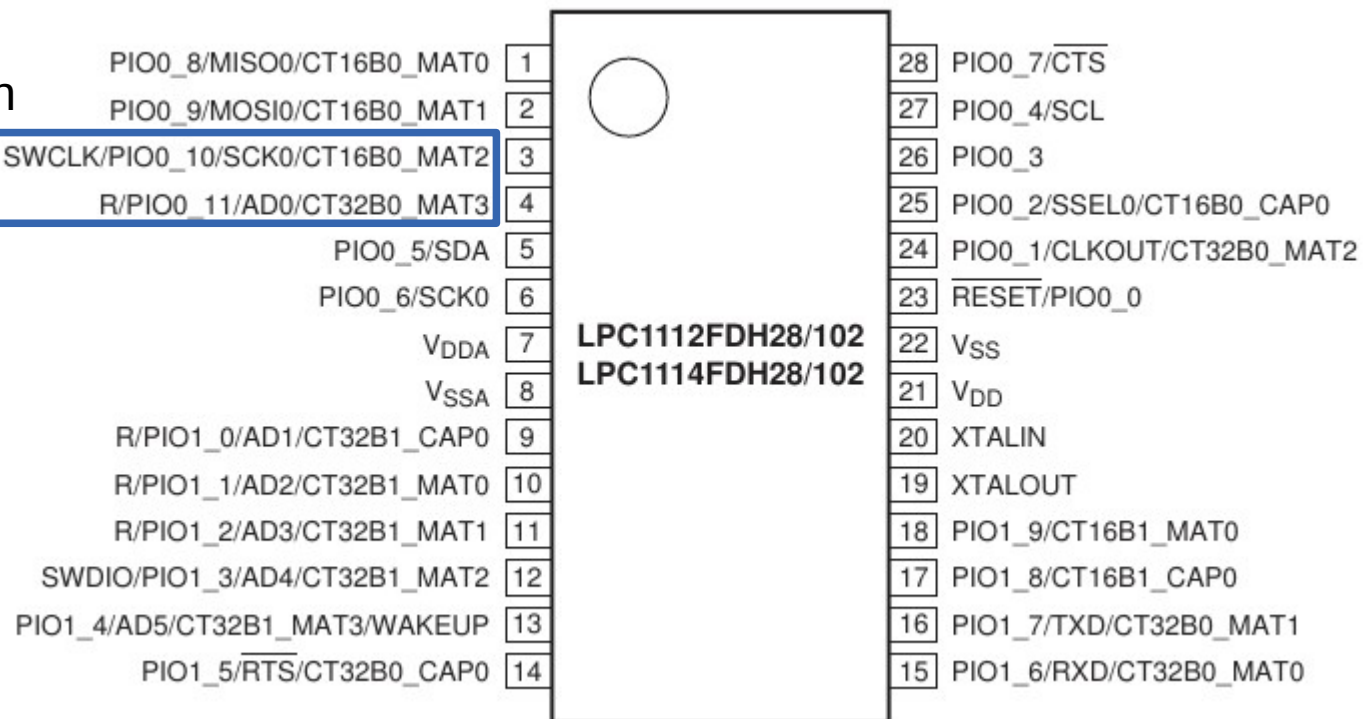 PIO0_8/MISO0/CT16B0_MAT0 1 28 PIO0_7/CTS
n
PIO0_9/MOSI0/CT16B0_MAT1 2 27 PIO0_4/SCL
SWCLK/PIO0_10/SCK0/CT16B0_MAT2 3 26 PIO0_3
R/PIO0_11/AD0/CT32B0_MAT3 4 25 PIO0_2/SSEL0/CT16B0_CAP0
PIO0_5/SDA 5 24 PIO0_1/CLKOUT/CT32B0_MAT2
PIO0_6/SCK0 6 23 RESET/PIO0_0
VDDA 7 LPC1112FDH28/102 22 VSS
VSSA 8 LPC1114FDH28/102 21 VDD
R/PIO1_0/AD1/CT32B1_CAP0 9 20 XTALIN
R/PIO1_1/AD2/CT32B1_MAT0 10 19 XTALOUT
R/PIO1_2/AD3/CT32B1_MAT1 11 18 PIO1_9/CT16B1_MAT0
SWDIO/PIO1_3/AD4/CT32B1_MAT2 12 17 PIO1_8/CT16B1_CAP0
PIO1_4/AD5/CT32B1_MAT3/WAKEUP 13 16 PIO1_7/TXD/CT32B0_MAT1
PIO1_5/RTS/CT32B0_CAP0 14 15 PIO1_6/RXD/CT32B0_MAT0